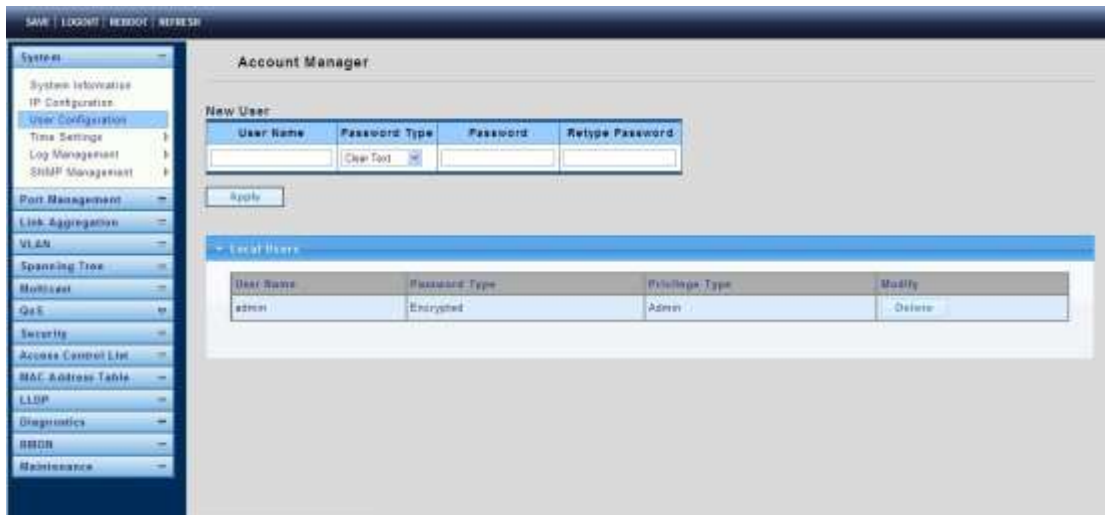 SAVE | LOGOUT | REBOOT | REFRESH
System
System Information
IP Configuration
User Configuration
Time Settings
Log Management
SNMP Management
Port Management
Link Aggregation
VLAN
Spanning Tree
Multicast
QoS
Security
Access Control List
MAC Address Table
LLDP
Diagnostics
RMON
Maintenance
Account Manager
New User
User Name Password Type Password Retype Password
Clear Text
Apply
Local Users
User Name Password Type Privilege Type Modify
admin Encrypted Admin Delete